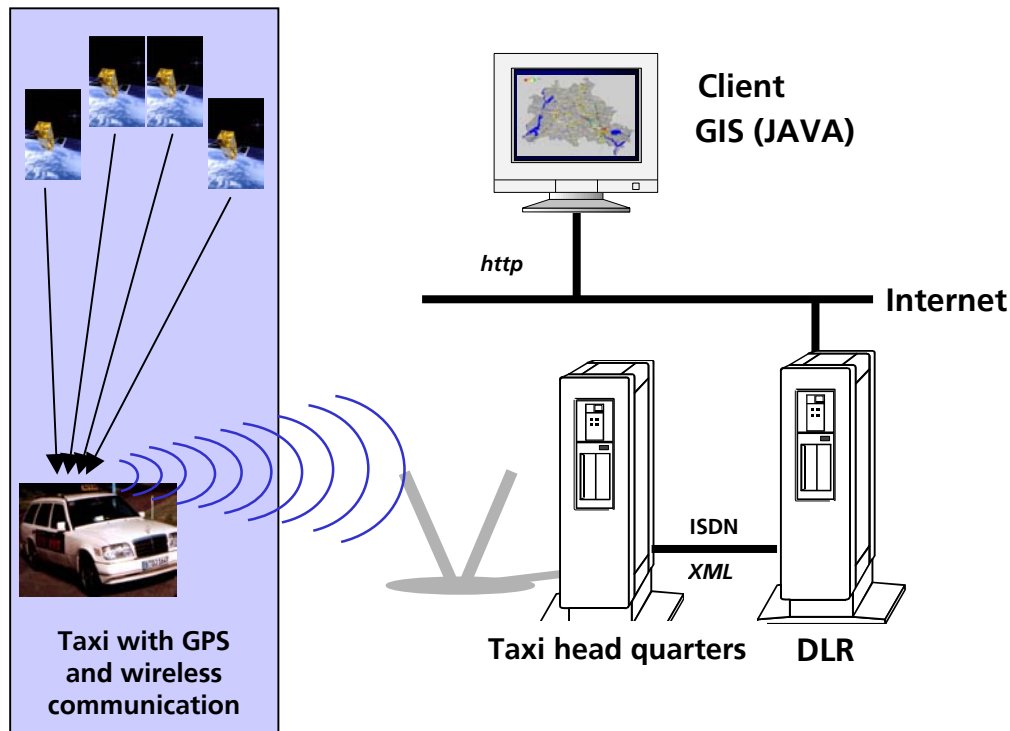 Client
GIS (JAVA)
http
Internet
ISDN
XML
Taxi head quarters
DLR
Taxi with GPS
and wireless
communication